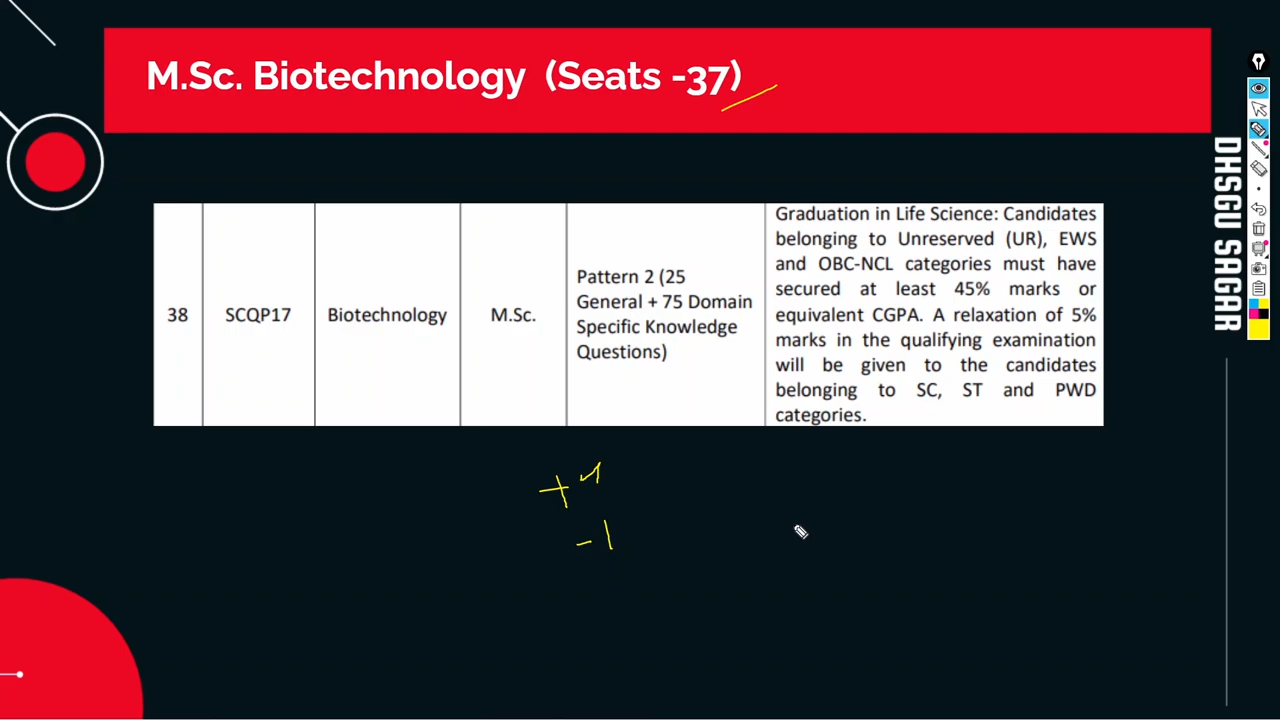 M.Sc. Biotechnology (Seats -37)
38
SCQP17
Biotechnology
M.Sc.
Pattern 2 (25
General + 75 Domain
Specific Knowledge
Questions)
Graduation in Life Science: Candidates
belonging to Unreserved (UR), EWS
and OBC-NCL categories must have
secured at least 45% marks or
equivalent CGPA. A relaxation of 5%
marks in the qualifying examination
will be given to the candidates
belonging to SC, ST and PWD
categories.
+4
-1
DHSGU SAGAR